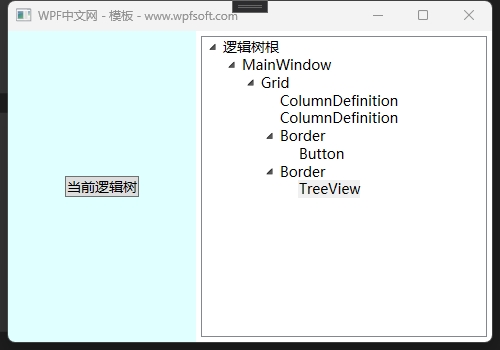 WPF中文网 - 模板 - www.wpfsoft.com
当前逻辑树
逻辑树根
MainWindow
Grid
ColumnDefinition
ColumnDefinition
Border
Button
Border
TreeView